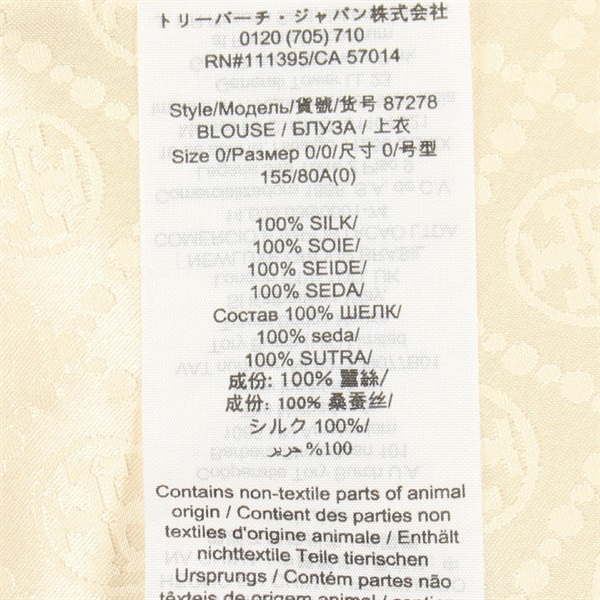 トリーバーチ・ジャパン株式会社
0120 (705) 710
RN#111395/CA 57014
Style/Модель/貨號/货号 87278
BLOUSE / БЛУЗА / 上衣
Size 0/Размер 0/0/尺寸 0/号型
155/80A(0)
100% SILK/
100% SOIE/
100% SEIDE/
100% SEDA/
Состав 100% ШЕЛК/
100% seda/
100% SUTRA/
成份: 100% 蠶絲/
成份: 100% 桑蚕丝/
シルク 100%/
100% حرير/
Contains non-textile parts of animal
origin / Contient des parties non
textiles d'origine animale / Enthält
nichttextile Teile tierischen
Ursprungs / Contém partes não
têxteis de origem animal / contien